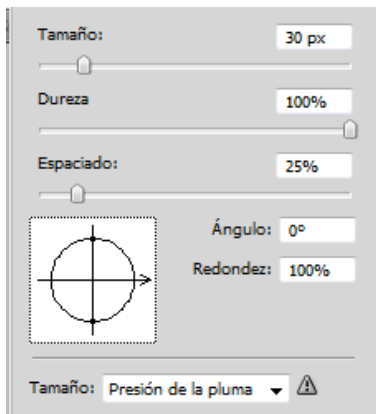 Tamaño: 30 px
Dureza 100%
Espaciado: 25%
Ángulo: 0º
Redondez: 100%
Tamaño: Presión de la pluma